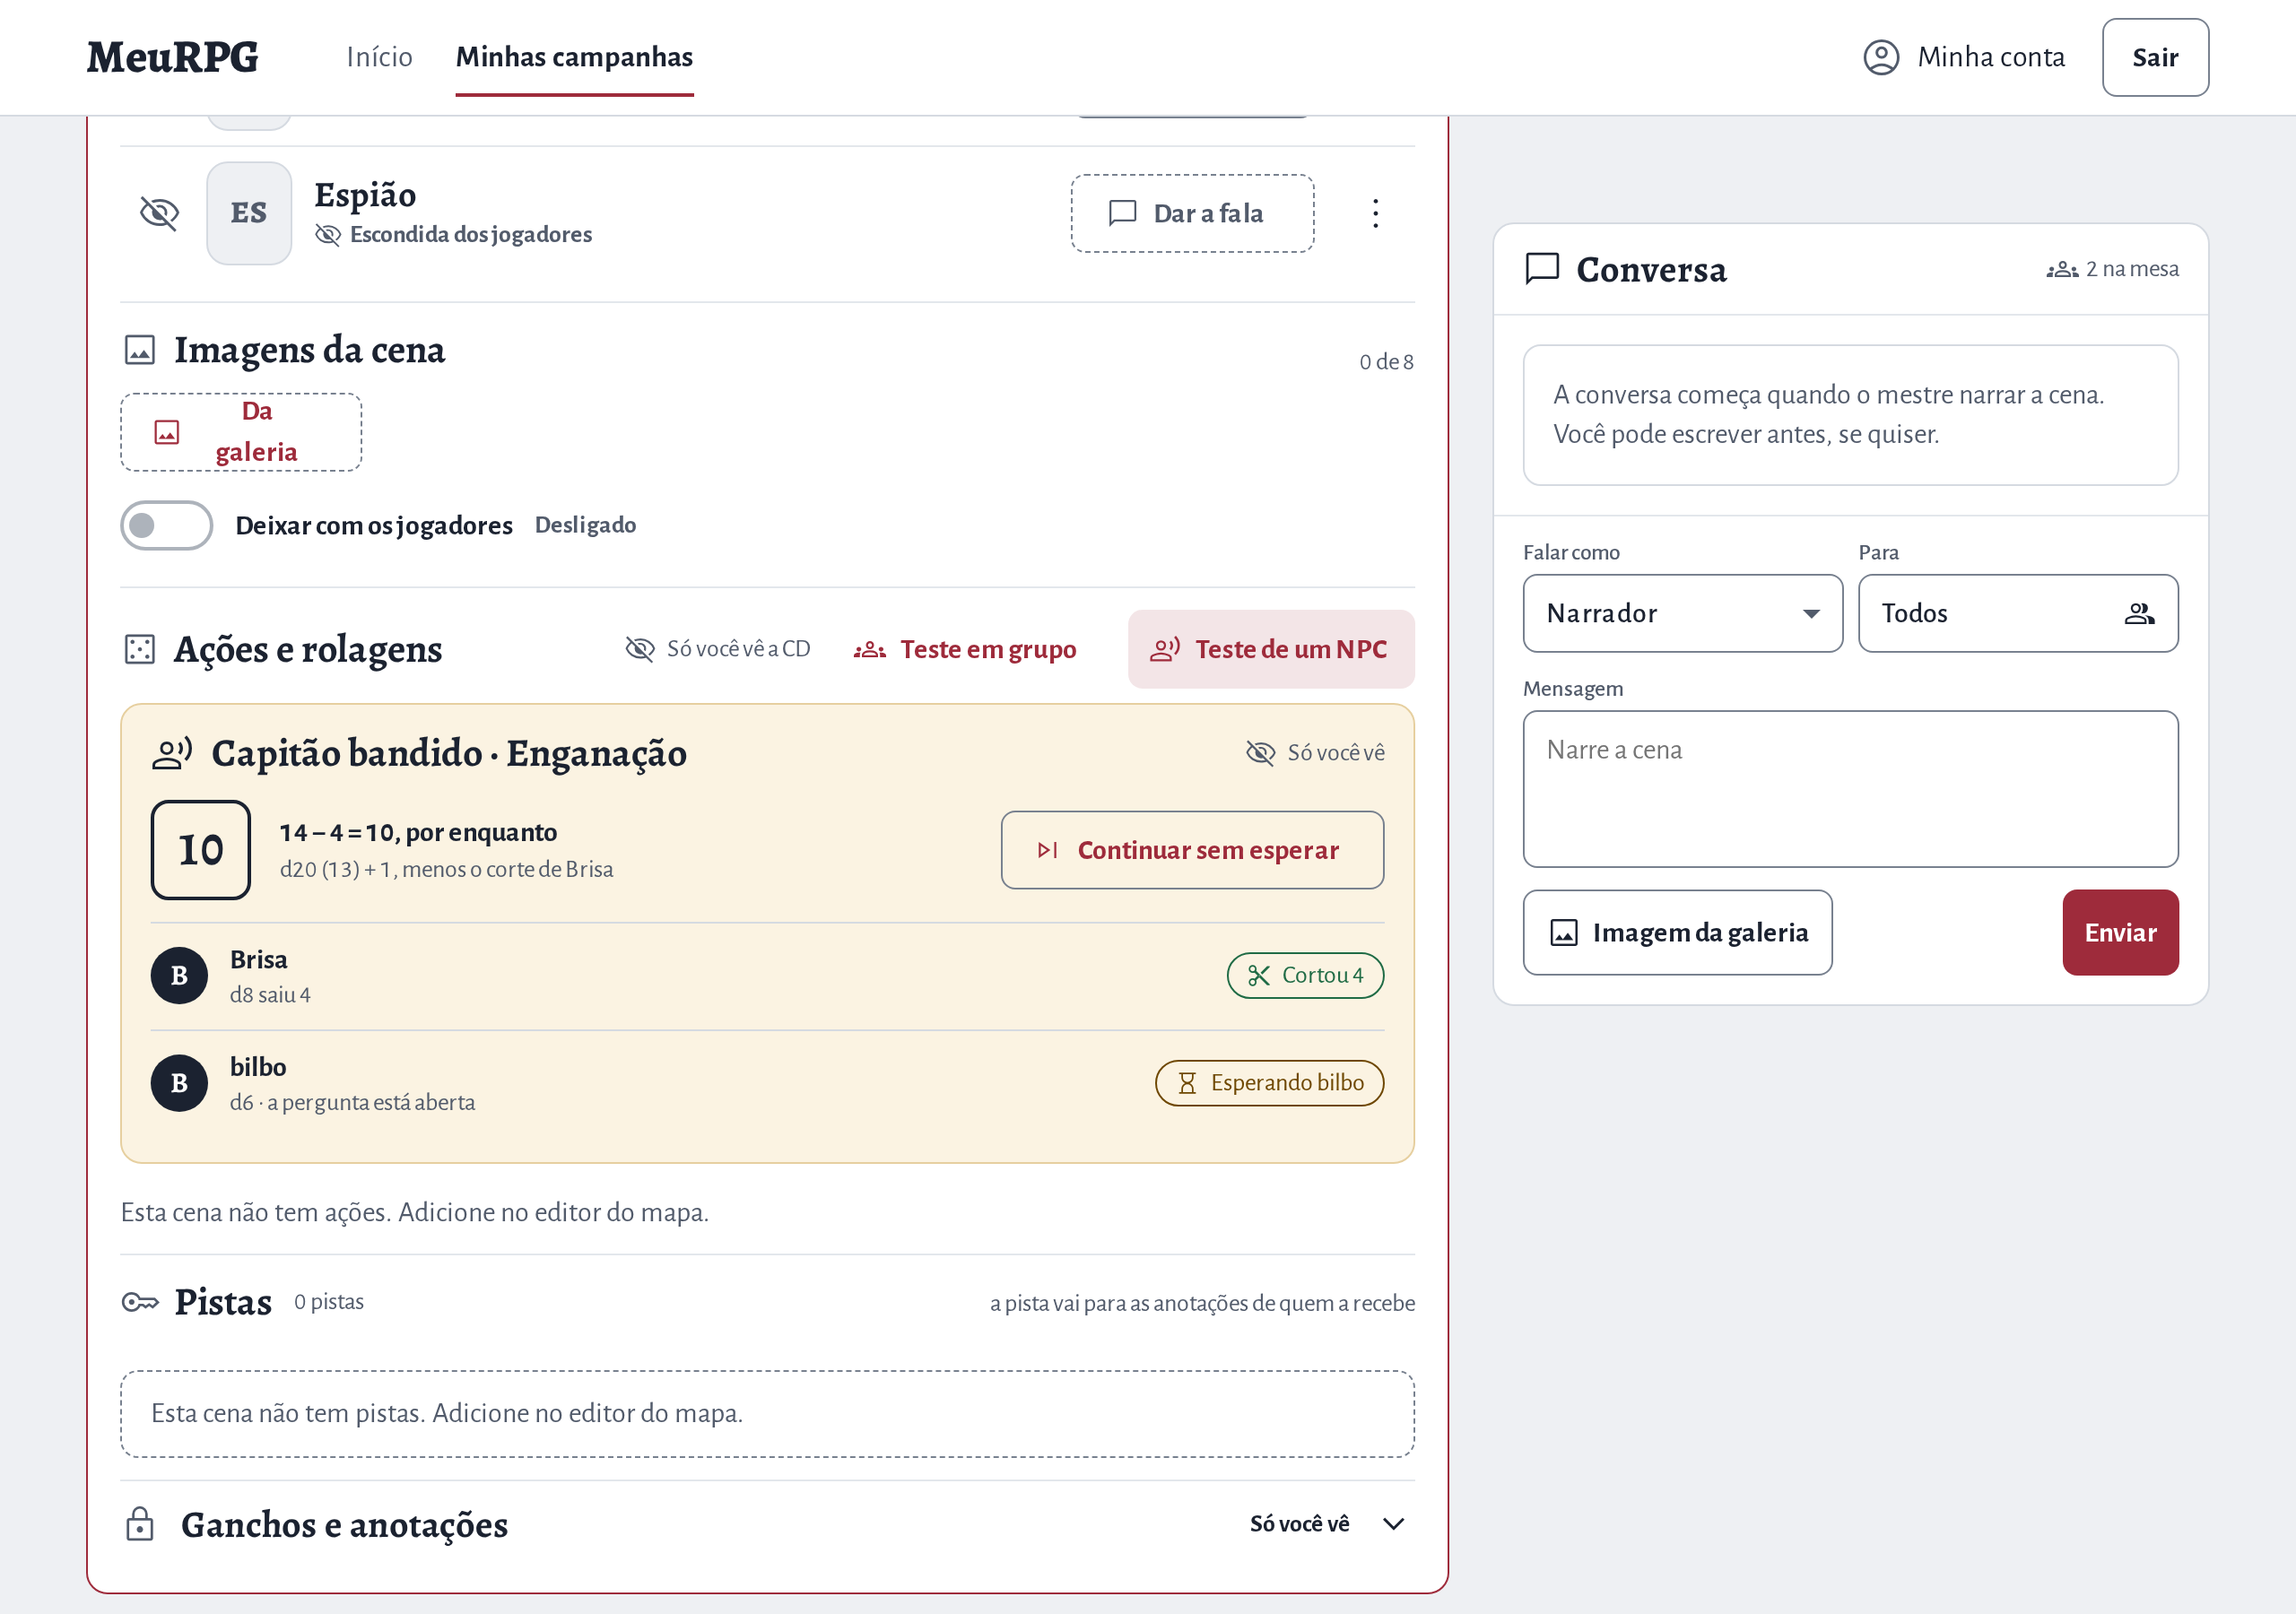 MeuRPG
Início
Minhas campanhas
Minha conta
Sair
ES
Espião
Escondida dos jogadores
Dar a fala
Imagens da cena
0 de 8
Da
galeria
Deixar com os jogadores
Desligado
Ações e rolagens
Só você vê a CD
Teste em grupo
Teste de um NPC
Capitão bandido · Enganação
Só você vê
10
14 – 4 = 10, por enquanto
d20 (13) + 1, menos o corte de Brisa
Continuar sem esperar
B
Brisa
d8 saiu 4
Cortou 4
B
bilbo
d6 · a pergunta está aberta
Esperando bilbo
Esta cena não tem ações. Adicione no editor do mapa.
Pistas
0 pistas
a pista vai para as anotações de quem a recebe
Esta cena não tem pistas. Adicione no editor do mapa.
Ganchos e anotações
Só você vê
Conversa
2 na mesa
A conversa começa quando o mestre narrar a cena.
Você pode escrever antes, se quiser.
Falar como
Para
Narrador
Todos
Mensagem
Narre a cena
Imagem da galeria
Enviar